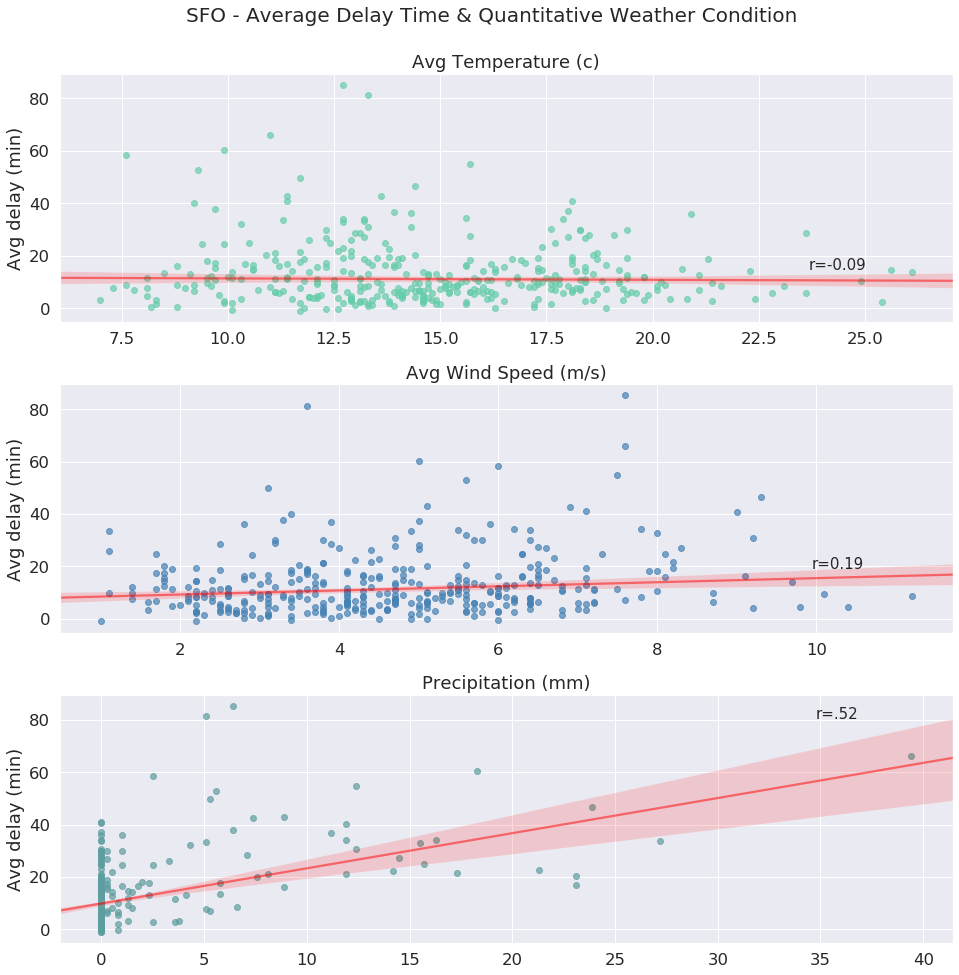 SFO - Average Delay Time & Quantitative Weather Condition
Avg Temperature (c)
Avg delay (min)
80
60
40
20
0
r=-0.09
7.5 10.0 12.5 15.0 17.5 20.0 22.5 25.0
Avg Wind Speed (m/s)
Avg delay (min)
80
60
40
20
0
r=0.19
2 4 6 8 10
Precipitation (mm)
Avg delay (min)
r=.52
80
60
40
20
0
0 5 10 15 20 25 30 35 40